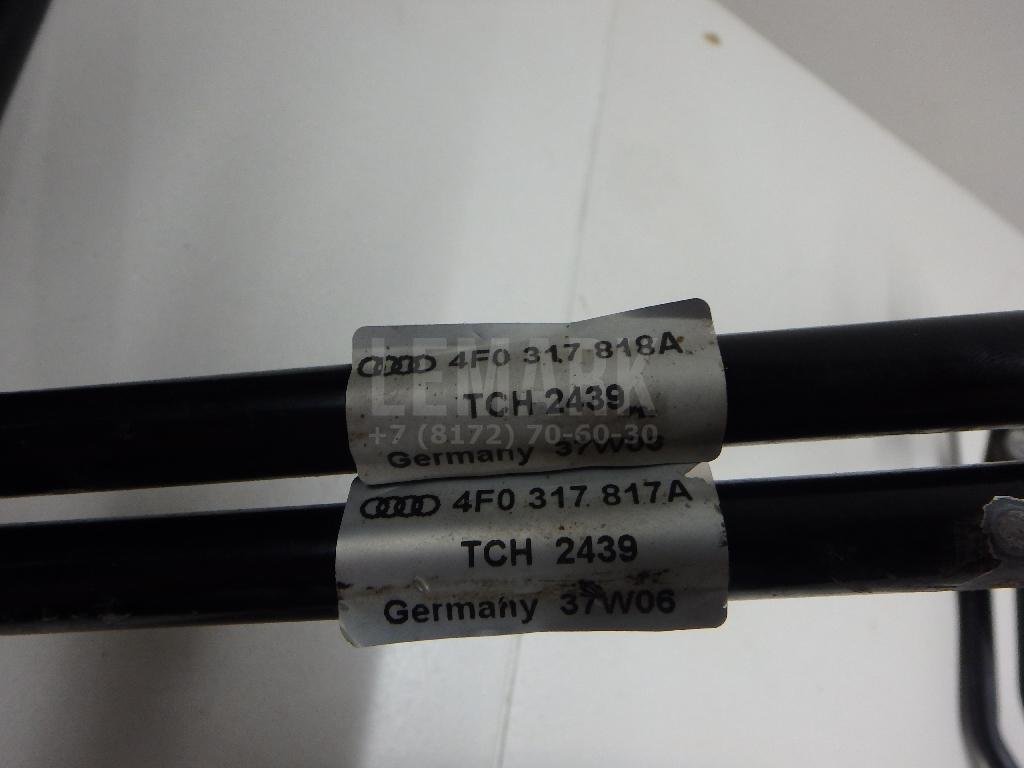 4F0 317 818A
LEMARK
TCH 2439
+7 (8172) 70-60-30
Germany 37W06
4F0 317 817A
TCH 2439
Germany 37W06